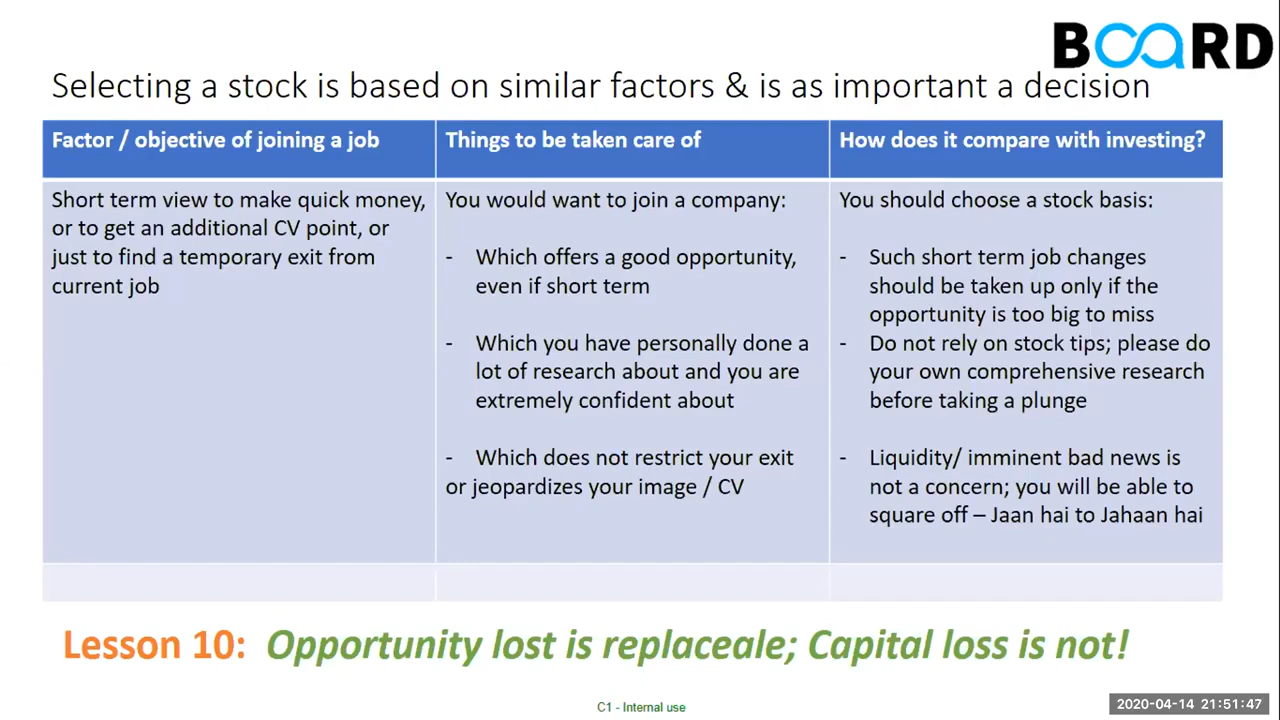 BOARD
Selecting a stock is based on similar factors & is as important a decision
Factor / objective of joining a job
Things to be taken care of
How does it compare with investing?
Short term view to make quick money,
or to get an additional CV point, or
just to find a temporary exit from
current job
You would want to join a company:
- Which offers a good opportunity,
even if short term
- Which you have personally done a
lot of research about and you are
extremely confident about
- Which does not restrict your exit
or jeopardizes your image / CV
You should choose a stock basis:
- Such short term job changes
should be taken up only if the
opportunity is too big to miss
- Do not rely on stock tips; please do
your own comprehensive research
before taking a plunge
- Liquidity/ imminent bad news is
not a concern; you will be able to
square off – Jaan hai to Jahaan hai
Lesson 10: Opportunity lost is replaceale; Capital loss is not!
C1 - Internal use
2020-04-14 21:51:47